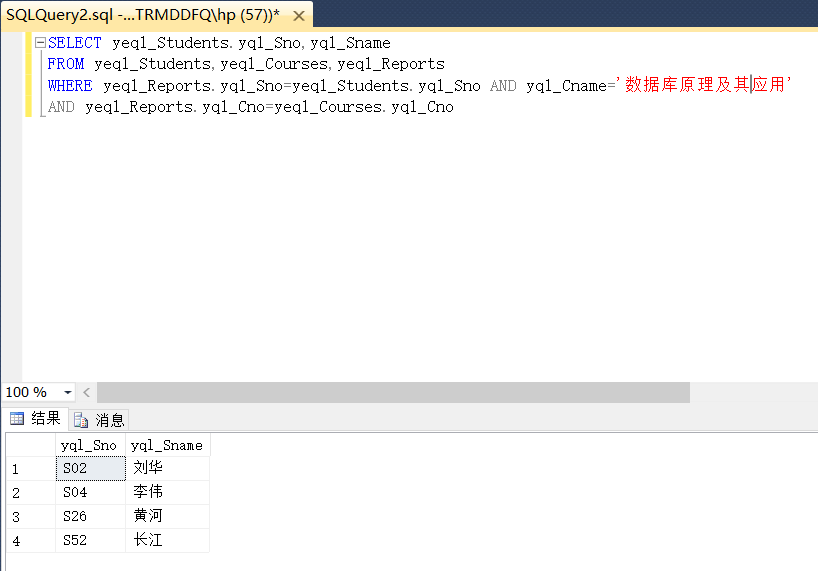 SQLQuery2.sql -...TRMDDFQ\hp (57))*
SELECT yeql_Students.yql_Sno,yql_Sname
FROM yeql_Students,yeql_Courses,yeql_Reports
WHERE yeql_Reports.yql_Sno=yeql_Students.yql_Sno AND yql_Cname='数据库原理及其应用'
AND yeql_Reports.yql_Cno=yeql_Courses.yql_Cno
100 %
结果 消息
yql_Sno yql_Sname
1 S02 刘华
2 S04 李伟
3 S26 黄河
4 S52 长江